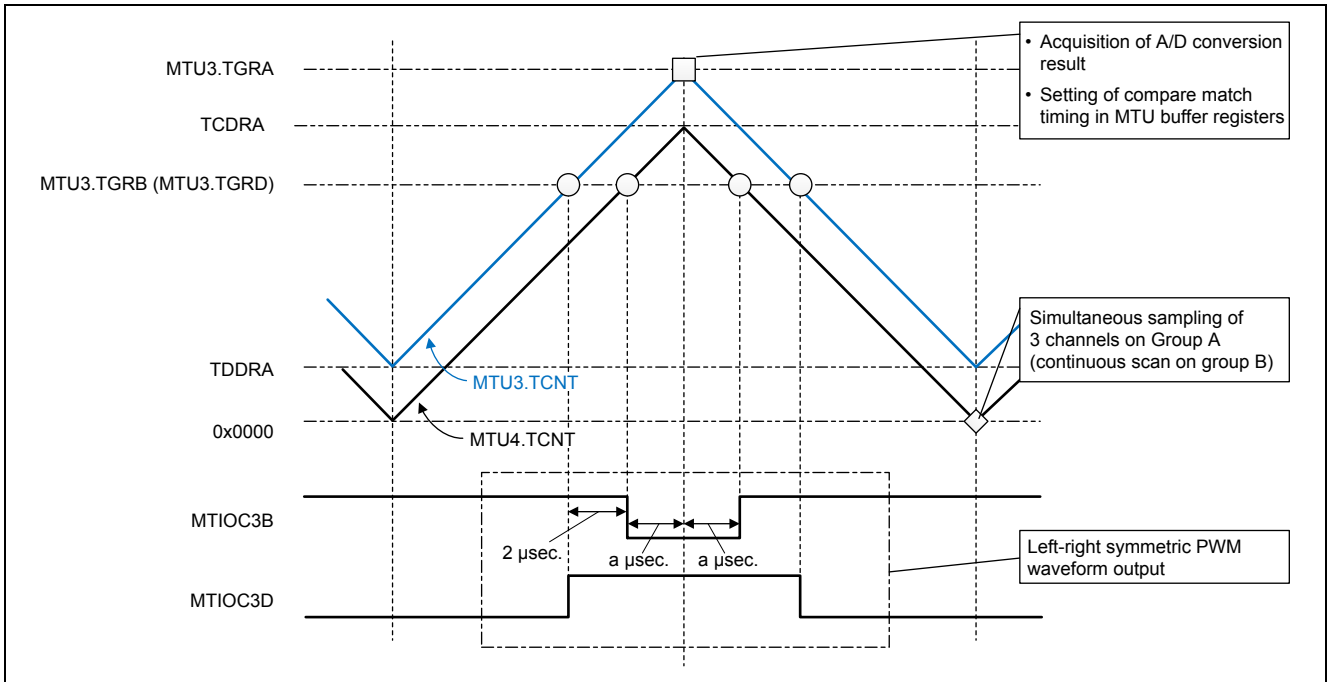 • Acquisition of A/D conversion
result
• Setting of compare match
timing in MTU buffer registers
MTU3.TGRA
TCDRA
MTU3.TGRB (MTU3.TGRD)
Simultaneous sampling of
3 channels on Group A
(continuous scan on group B)
TDDRA
MTU3.TCNT
0x0000
MTU4.TCNT
MTIOC3B
2 μsec.
a μsec.
a μsec.
Left-right symmetric PWM
waveform output
MTIOC3D